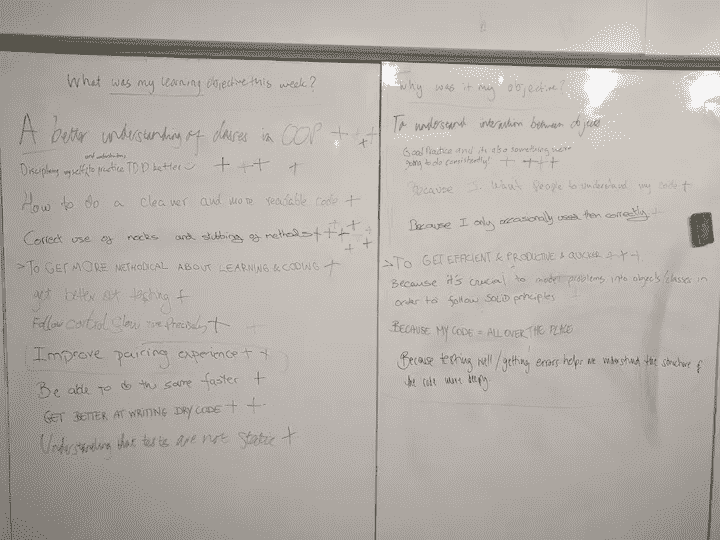 What was my learning objective this week?
A better understanding of classes in OOP + + + +
and understanding
Disciplining myself to practice TDD better + ++ +
How to do a cleaner and more readable code +
Correct use of mocks and stubbing of methods + + + + + + +
> TO GET MORE METHODICAL ABOUT LEARNING & CODING +
get better at testing +
Follow control flow more precisely +
Improve pairing experience + +
Be able to do the same faster +
GET BETTER AT WRITING DRY CODE + +
Understanding that tests are not static +
Why was it my objective?
To understand interaction between objects
Good Practice and it's also something we're
going to do consistently! + + + +
Because I want people to understand my code +
Because I only occasionally used them correctly +
> TO GET EFFICIENT & PRODUCTIVE & QUICKER + + +
Because it's crucial to model problems into objects/classes in
order to follow SOLID principles
BECAUSE MY CODE = ALL OVER THE PLACE
Because testing well / getting errors helps me understand the structure of
the code more deeply.